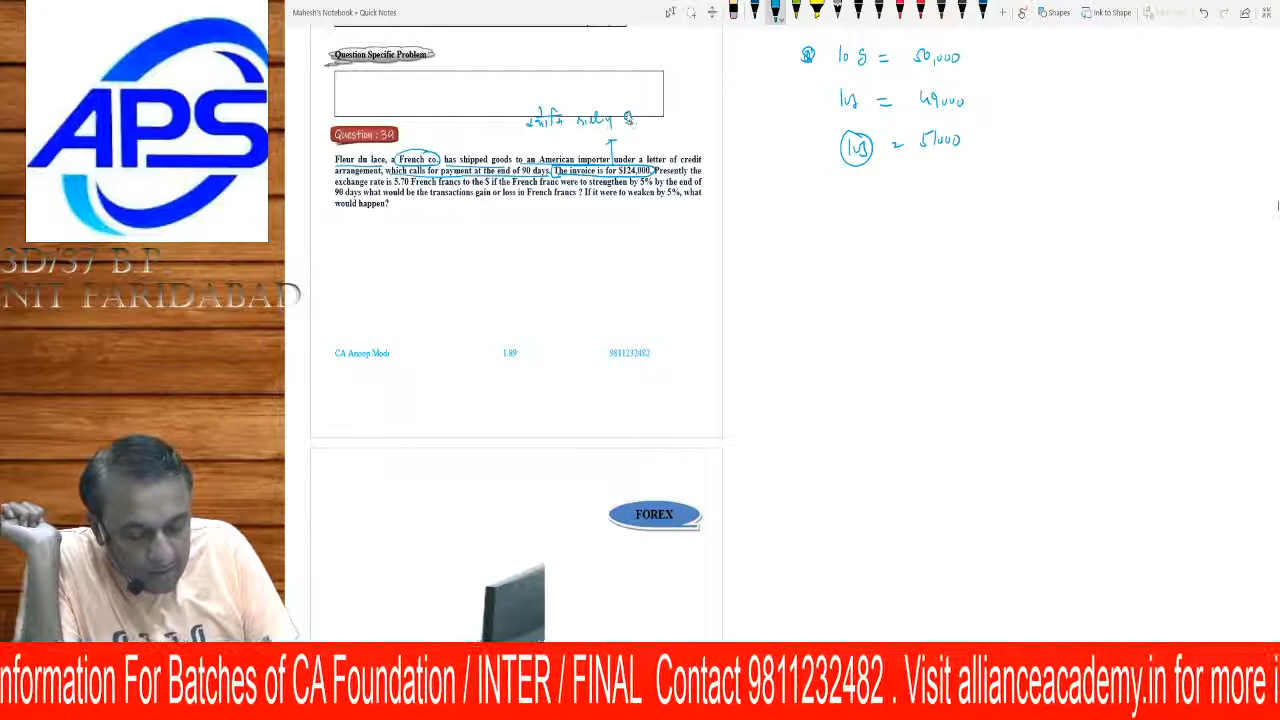 Mahesh's Notebook • Quick Notes
Shapes
Ink to Shape
APS
3D/37 B.P.
NIT FARIDABAD
Question Specific Problem
Question : 39
Fleur du lace, a French co. has shipped goods to an American importer under a letter of credit
arrangement, which calls for payment at the end of 90 days. The invoice is for $124,000. Presently the
exchange rate is 5.70 French francs to the $ if the French franc were to strengthen by 5% by the end of
90 days what would be the transactions gain or loss in French francs ? If it were to weaken by 5%, what
would happen?
CA Anoop Modi
1.89
9811232482
FOREX
= 50,000
= 49000
= 51000
nformation For Batches of CA Foundation / INTER / FINAL Contact 9811232482 . Visit allianceacademy.in for more i